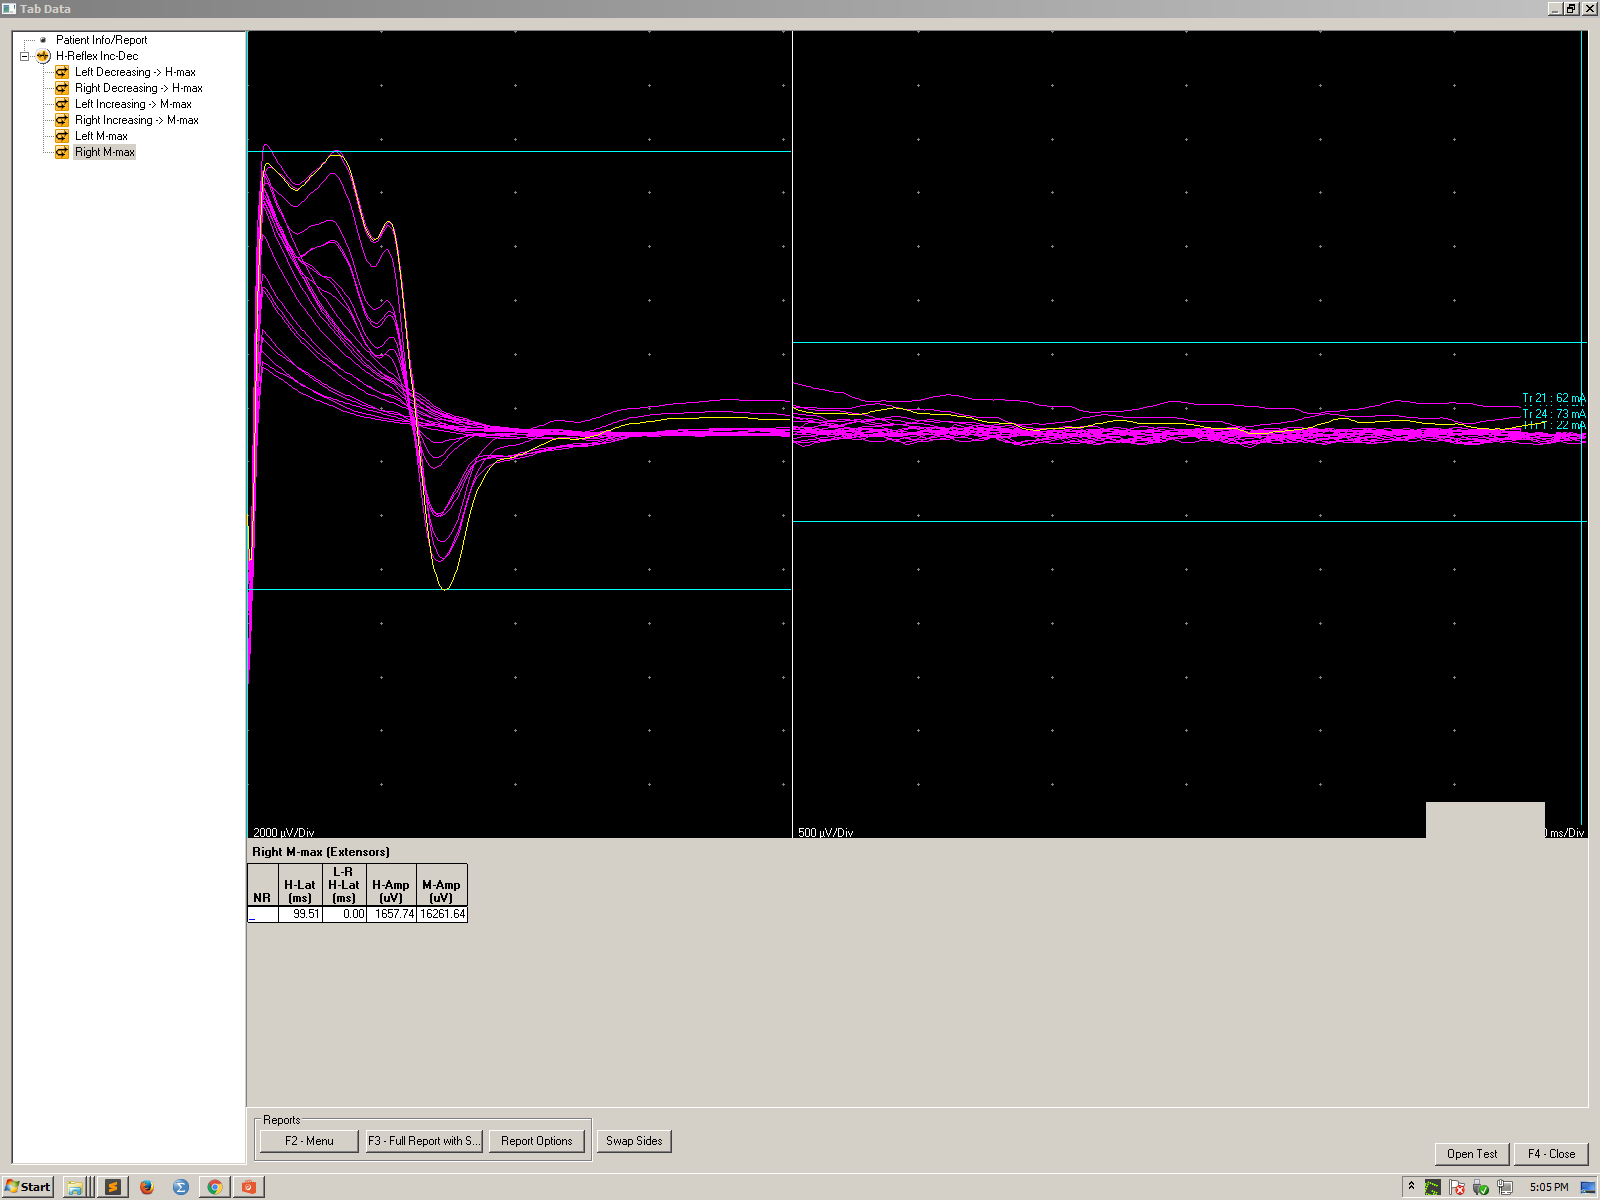 Tab Data
Patient Info/Report
H-Reflex Inc-Dec
Left Decreasing -> H-max
Right Decreasing -> H-max
Left Increasing -> M-max
Right Increasing -> M-max
Left M-max
Right M-max
Tr 21 : 62 mA
Tr 24 : 73 mA
Tr 1 : 22 mA
2000 µV/Div
500 µV/Div
ms/Div
Right M-max (Extensors)
NR H-Lat (ms) L-R H-Lat (ms) H-Amp (uV) M-Amp (uV)
_ 99.51 0.00 1657.74 16261.64
Reports
F2 - Menu
F3 - Full Report with S...
Report Options
Swap Sides
Open Test
F4 - Close
Start
5:05 PM